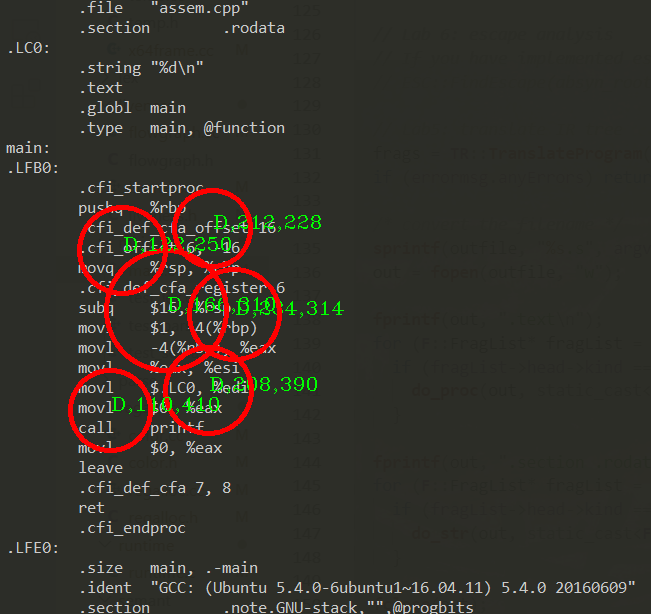 .file "assem.cpp"
.section .rodata
.LC0:
.string "%d\n"
.text
.globl main
.type main, @function
main:
.LFB0:
.cfi_startproc
pushq %rbp
D,212,228
.cfi_def_cfa_offset 16
D,122,250
.cfi_offset 6, -16
movq %rsp, %rbp
.cfi_def_cfa_register 6
subq $16, %rsp
D,234,314
movl $1, -4(%rbp)
movl -4(%rbp), %eax
movl %eax, %esi
D,208,390
movl $.LC0, %edi
D,110,410
movl $0, %eax
call printf
movl $0, %eax
leave
.cfi_def_cfa 7, 8
ret
.cfi_endproc
.LFE0:
.size main, .-main
.ident "GCC: (Ubuntu 5.4.0-6ubuntu1~16.04.11) 5.4.0 20160609"
.section .note.GNU-stack,"",@progbits